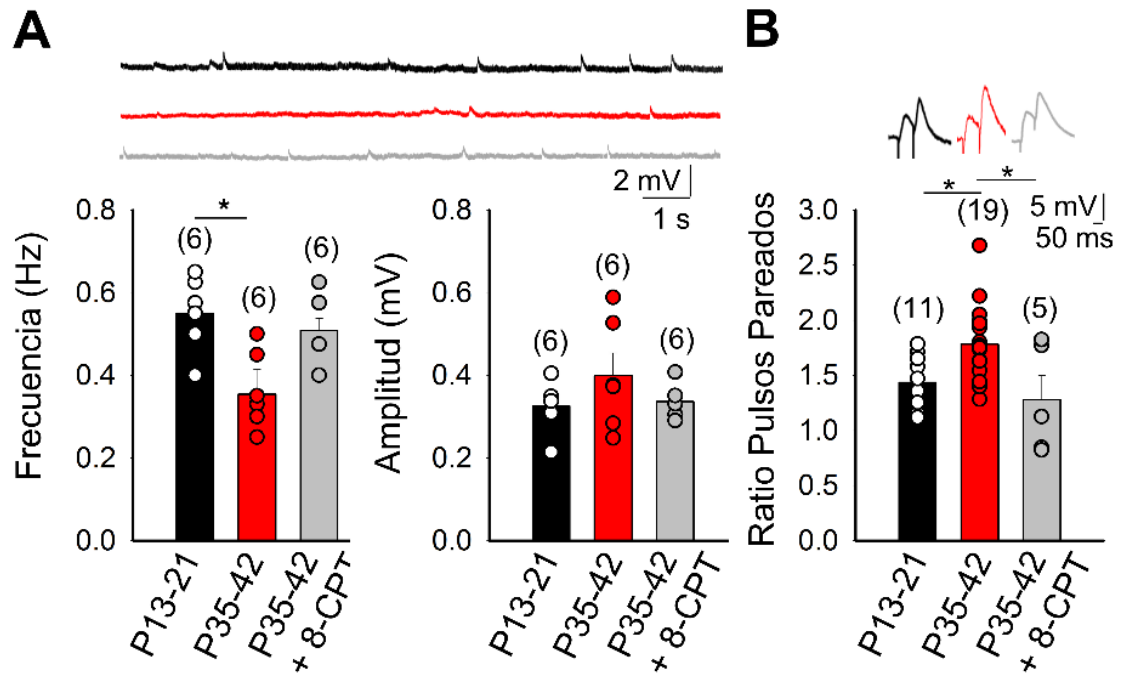 A
B
2 mV
1 s
*
*
5 mV
50 ms
Frecuencia (Hz)
0.8
0.6
0.4
0.2
0.0
*
(6)
(6)
(6)
P13-21
P35-42
P35-42
+ 8-CPT
Amplitud (mV)
0.8
0.6
0.4
0.2
0.0
(6)
(6)
(6)
P13-21
P35-42
P35-42
+ 8-CPT
Ratio Pulsos Pareados
3.0
2.5
2.0
1.5
1.0
0.5
0.0
(11)
(19)
(5)
P13-21
P35-42
P35-42
+ 8-CPT